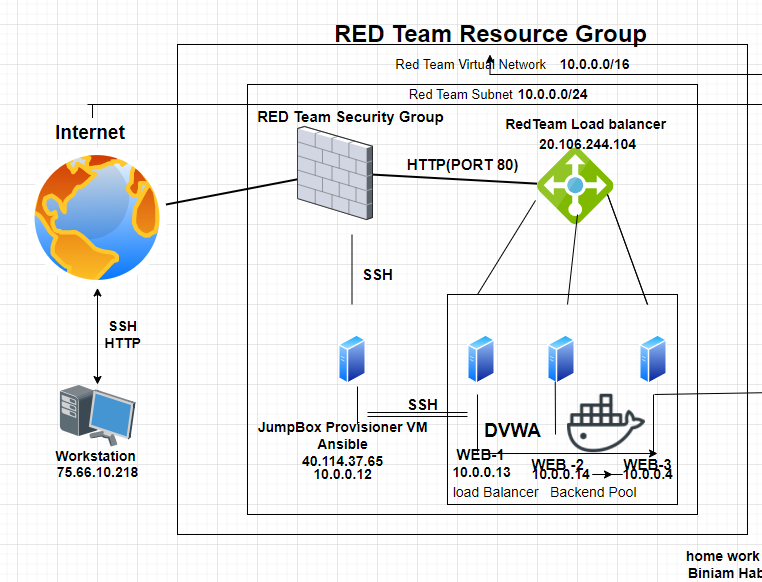 RED Team Resource Group
Red Team Virtual Network 10.0.0.0/16
Red Team Subnet 10.0.0.0/24
RED Team Security Group
Internet
RedTeam Load balancer
20.106.244.104
HTTP(PORT 80)
SSH
SSH
HTTP
SSH
JumpBox Provisioner VM
Ansible
40.114.37.65
10.0.0.12
DVWA
WEB-1
10.0.0.13
WEB -2
10.0.0.14
WEB-3
10.0.0.4
load Balancer Backend Pool
Workstation
75.66.10.218
home work
Biniam Hab